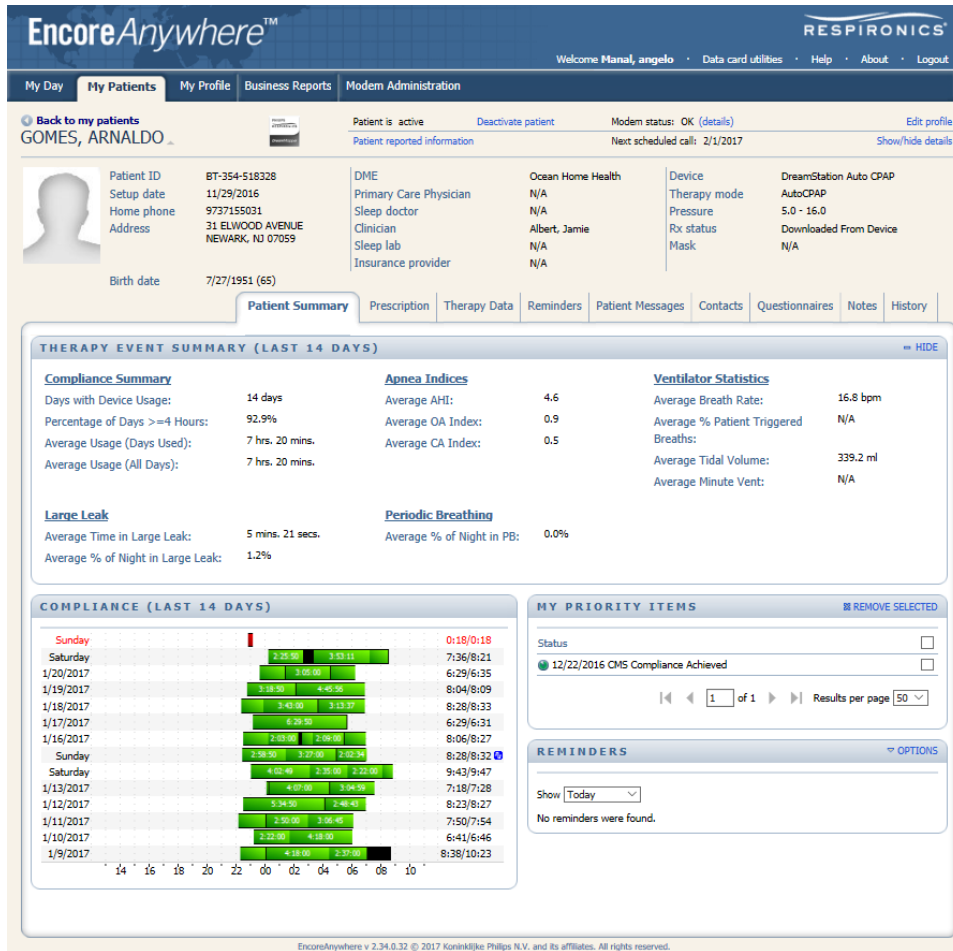 EncoreAnywhere™
RESPIRONICS®
Welcome Manal, angelo · Data card utilities · Help · About · Logout
My Day My Patients My Profile Business Reports Modem Administration
Back to my patients
GOMES, ARNALDO
Patient is active Deactivate patient Modem status: OK (details) Edit profile
Patient reported information Next scheduled call: 2/1/2017 Show/hide details
Patient ID BT-354-518328
Setup date 11/29/2016
Home phone 9737155031
Address 31 ELWOOD AVENUE
NEWARK, NJ 07059
Birth date 7/27/1951 (65)
DME Ocean Home Health
Primary Care Physician N/A
Sleep doctor N/A
Clinician Albert, Jamie
Sleep lab N/A
Insurance provider N/A
Device DreamStation Auto CPAP
Therapy mode AutoCPAP
Pressure 5.0 - 16.0
Rx status Downloaded From Device
Mask N/A
Patient Summary Prescription Therapy Data Reminders Patient Messages Contacts Questionnaires Notes History
THERAPY EVENT SUMMARY (LAST 14 DAYS) HIDE
Compliance Summary
Days with Device Usage: 14 days
Percentage of Days >=4 Hours: 92.9%
Average Usage (Days Used): 7 hrs. 20 mins.
Average Usage (All Days): 7 hrs. 20 mins.
Apnea Indices
Average AHI: 4.6
Average OA Index: 0.9
Average CA Index: 0.5
Ventilator Statistics
Average Breath Rate: 16.8 bpm
Average % Patient Triggered N/A
Breaths:
Average Tidal Volume: 339.2 ml
Average Minute Vent: N/A
Large Leak
Average Time in Large Leak: 5 mins. 21 secs.
Average % of Night in Large Leak: 1.2%
Periodic Breathing
Average % of Night in PB: 0.0%
COMPLIANCE (LAST 14 DAYS)
Sunday 0:18/0:18
Saturday 2:25:50 3:53:11 7:36/8:21
1/20/2017 3:05:00 6:29/6:35
1/19/2017 3:18:50 4:45:56 8:04/8:09
1/18/2017 3:43:00 3:13:37 8:28/8:33
1/17/2017 6:29:50 6:29/6:31
1/16/2017 2:03:00 2:09:00 8:06/8:27
Sunday 2:58:50 3:27:00 2:02:34 8:28/8:32
Saturday 4:02:49 2:35:00 2:22:00 9:43/9:47
1/13/2017 4:07:00 3:04:59 7:18/7:28
1/12/2017 5:34:50 2:48:43 8:23/8:27
1/11/2017 2:50:00 3:06:45 7:50/7:54
1/10/2017 2:22:00 4:18:00 6:41/6:46
1/9/2017 4:18:00 2:37:00 8:38/10:23
14 16 18 20 22 00 02 04 06 08 10
MY PRIORITY ITEMS REMOVE SELECTED
Status
12/22/2016 CMS Compliance Achieved
1 of 1 Results per page 50
REMINDERS OPTIONS
Show Today
No reminders were found.
EncoreAnywhere v 2.34.0.32 © 2017 Koninklijke Philips N.V. and its affiliates. All rights reserved.